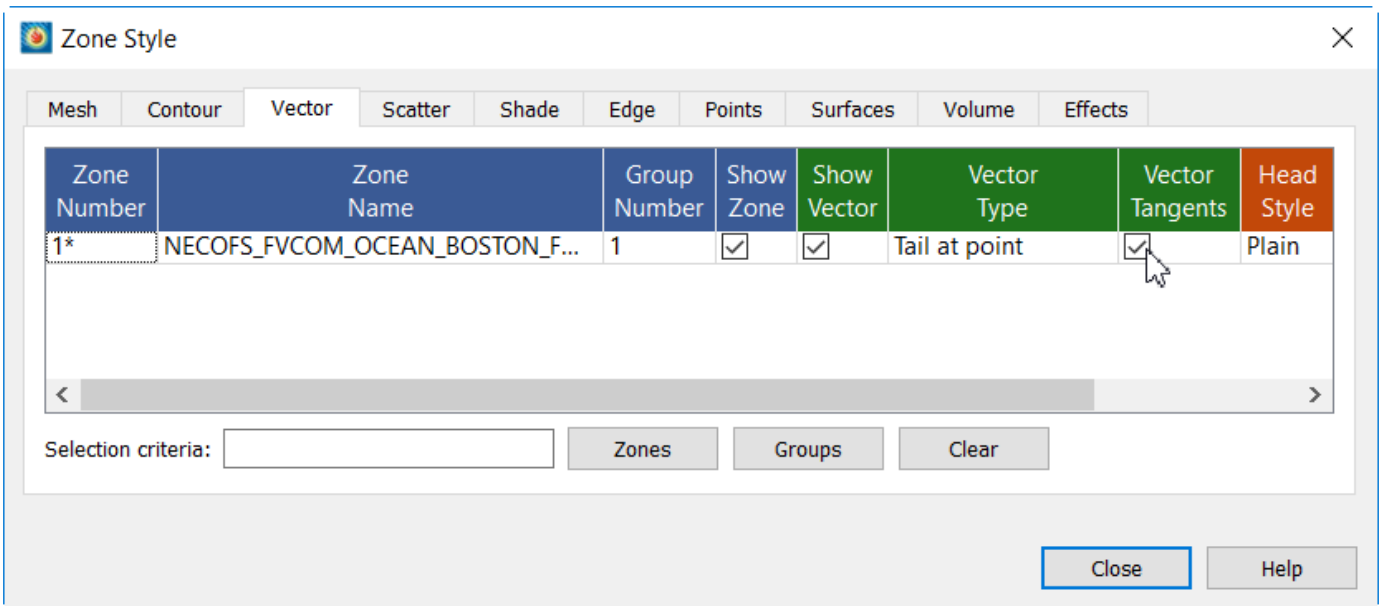 Zone Style
Mesh Contour Vector Scatter Shade Edge Points Surfaces Volume Effects
Zone Zone Group Show Show Vector Vector Head
Number Name Number Zone Vector Type Tangents Style
1* NECOFS_FVCOM_OCEAN_BOSTON_F... 1 Tail at point Plain
Selection criteria: Zones Groups Clear
Close Help